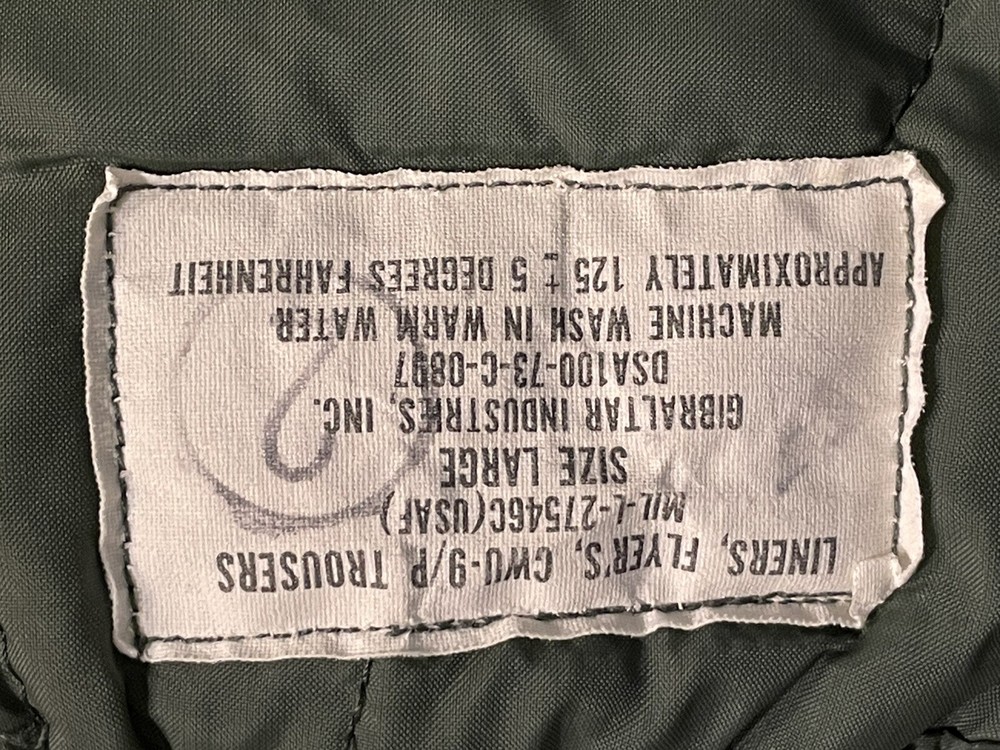 LINERS, FLYER'S, CWU-9/P TROUSERS
MIL-L-27546C(USAF)
SIZE LARGE
GIBRALTAR INDUSTRIES, INC.
DSA100-73-C-0897
MACHINE WASH IN WARM WATER
APPROXIMATELY 125 ± 5 DEGREES FAHRENHEIT